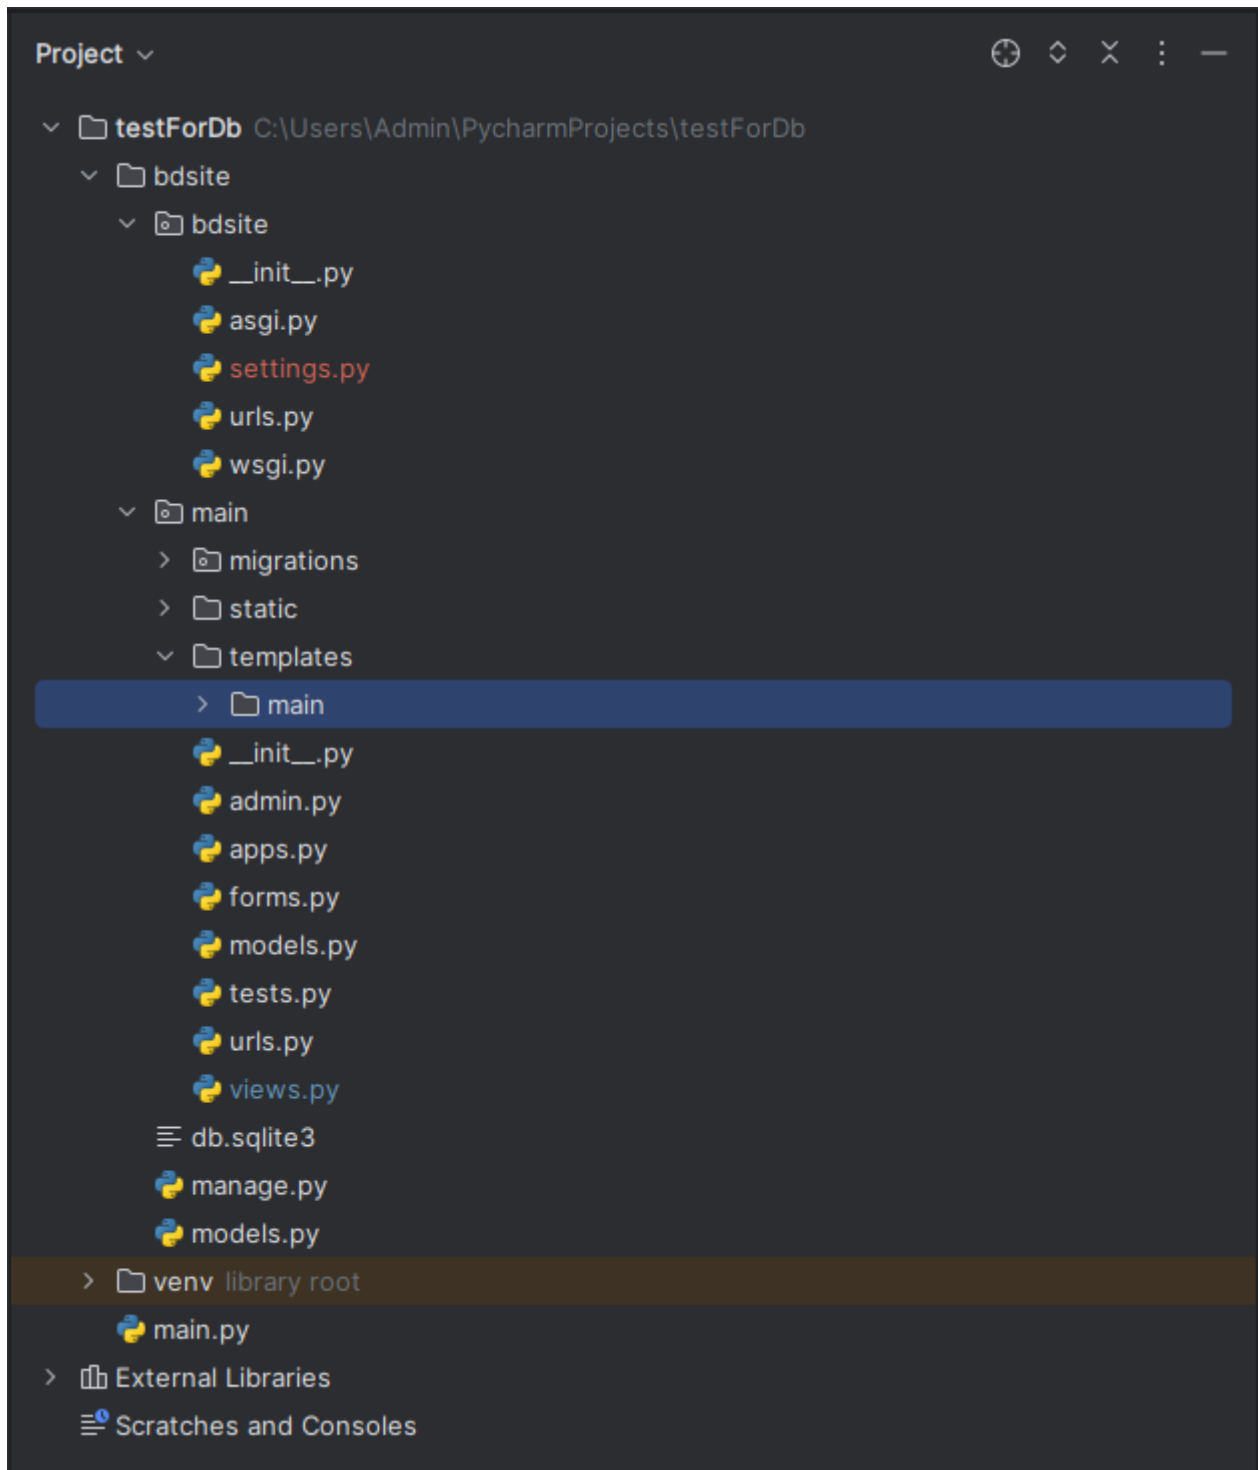 Project
testForDb C:\Users\Admin\PycharmProjects\testForDb
bdsite
bdsite
__init__.py
asgi.py
settings.py
urls.py
wsgi.py
main
migrations
static
templates
main
__init__.py
admin.py
apps.py
forms.py
models.py
tests.py
urls.py
views.py
db.sqlite3
manage.py
models.py
venv library root
main.py
External Libraries
Scratches and Consoles